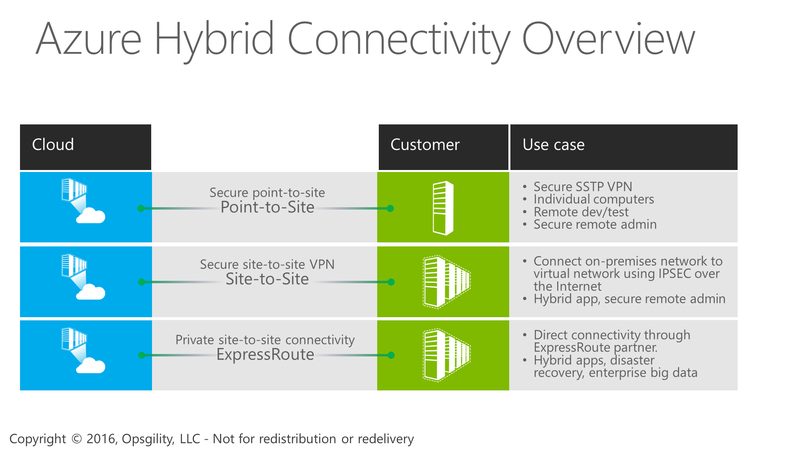 Azure Hybrid Connectivity Overview
Cloud
Customer
Use case
Secure point-to-site
Point-to-Site
• Secure SSTP VPN
• Individual computers
• Remote dev/test
• Secure remote admin
Secure site-to-site VPN
Site-to-Site
• Connect on-premises network to
virtual network using IPSEC over
the Internet
• Hybrid app, secure remote admin
Private site-to-site connectivity
ExpressRoute
• Direct connectivity through
ExpressRoute partner.
• Hybrid apps, disaster
recovery, enterprise big data
Copyright © 2016, Opsgility, LLC - Not for redistribution or redelivery